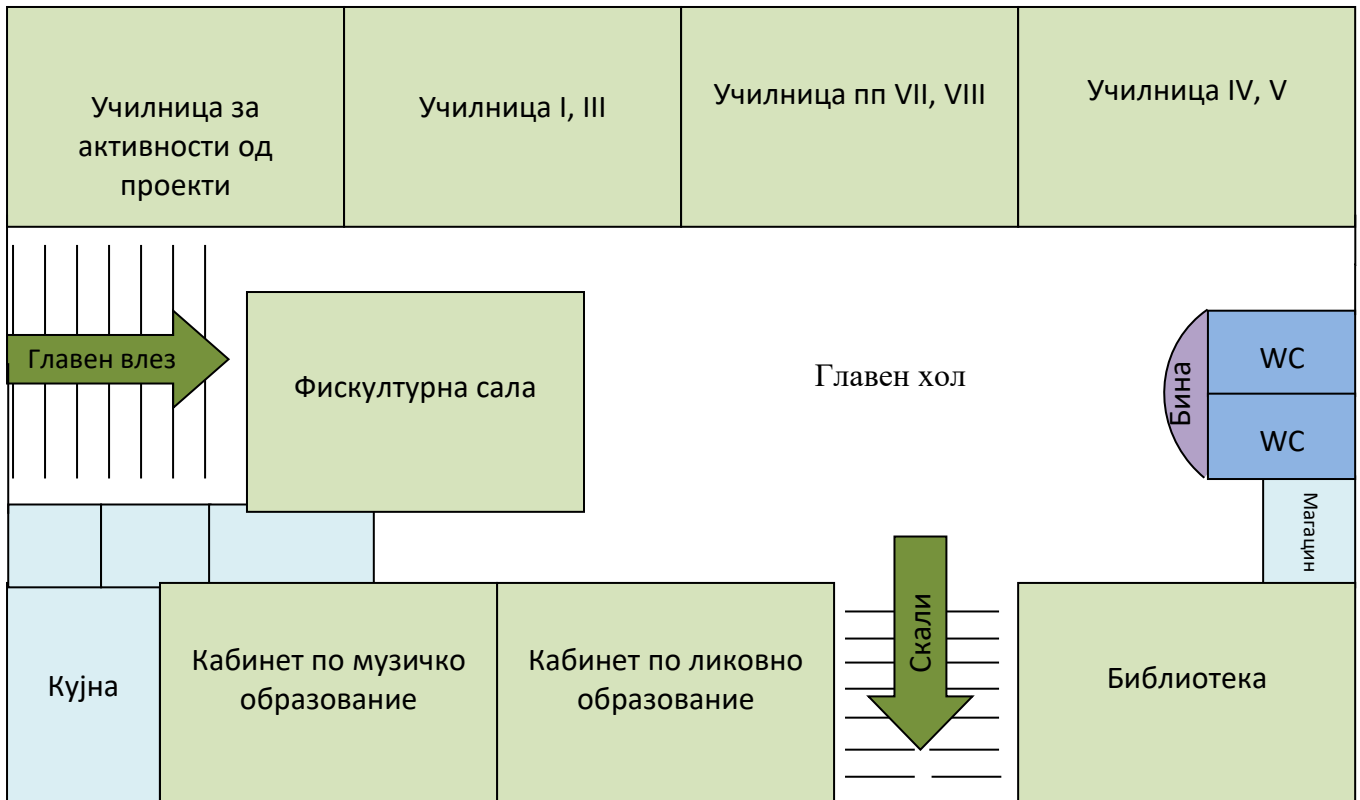 Училница за
активности од
проекти
Училница I, III
Училница пп VII, VIII
Училница IV, V
Главен влез
Фискултурна сала
Главен хол
Бина
WC
WC
Магацин
Кујна
Кабинет по музичко
образование
Кабинет по ликовно
образование
Скали
Библиотека